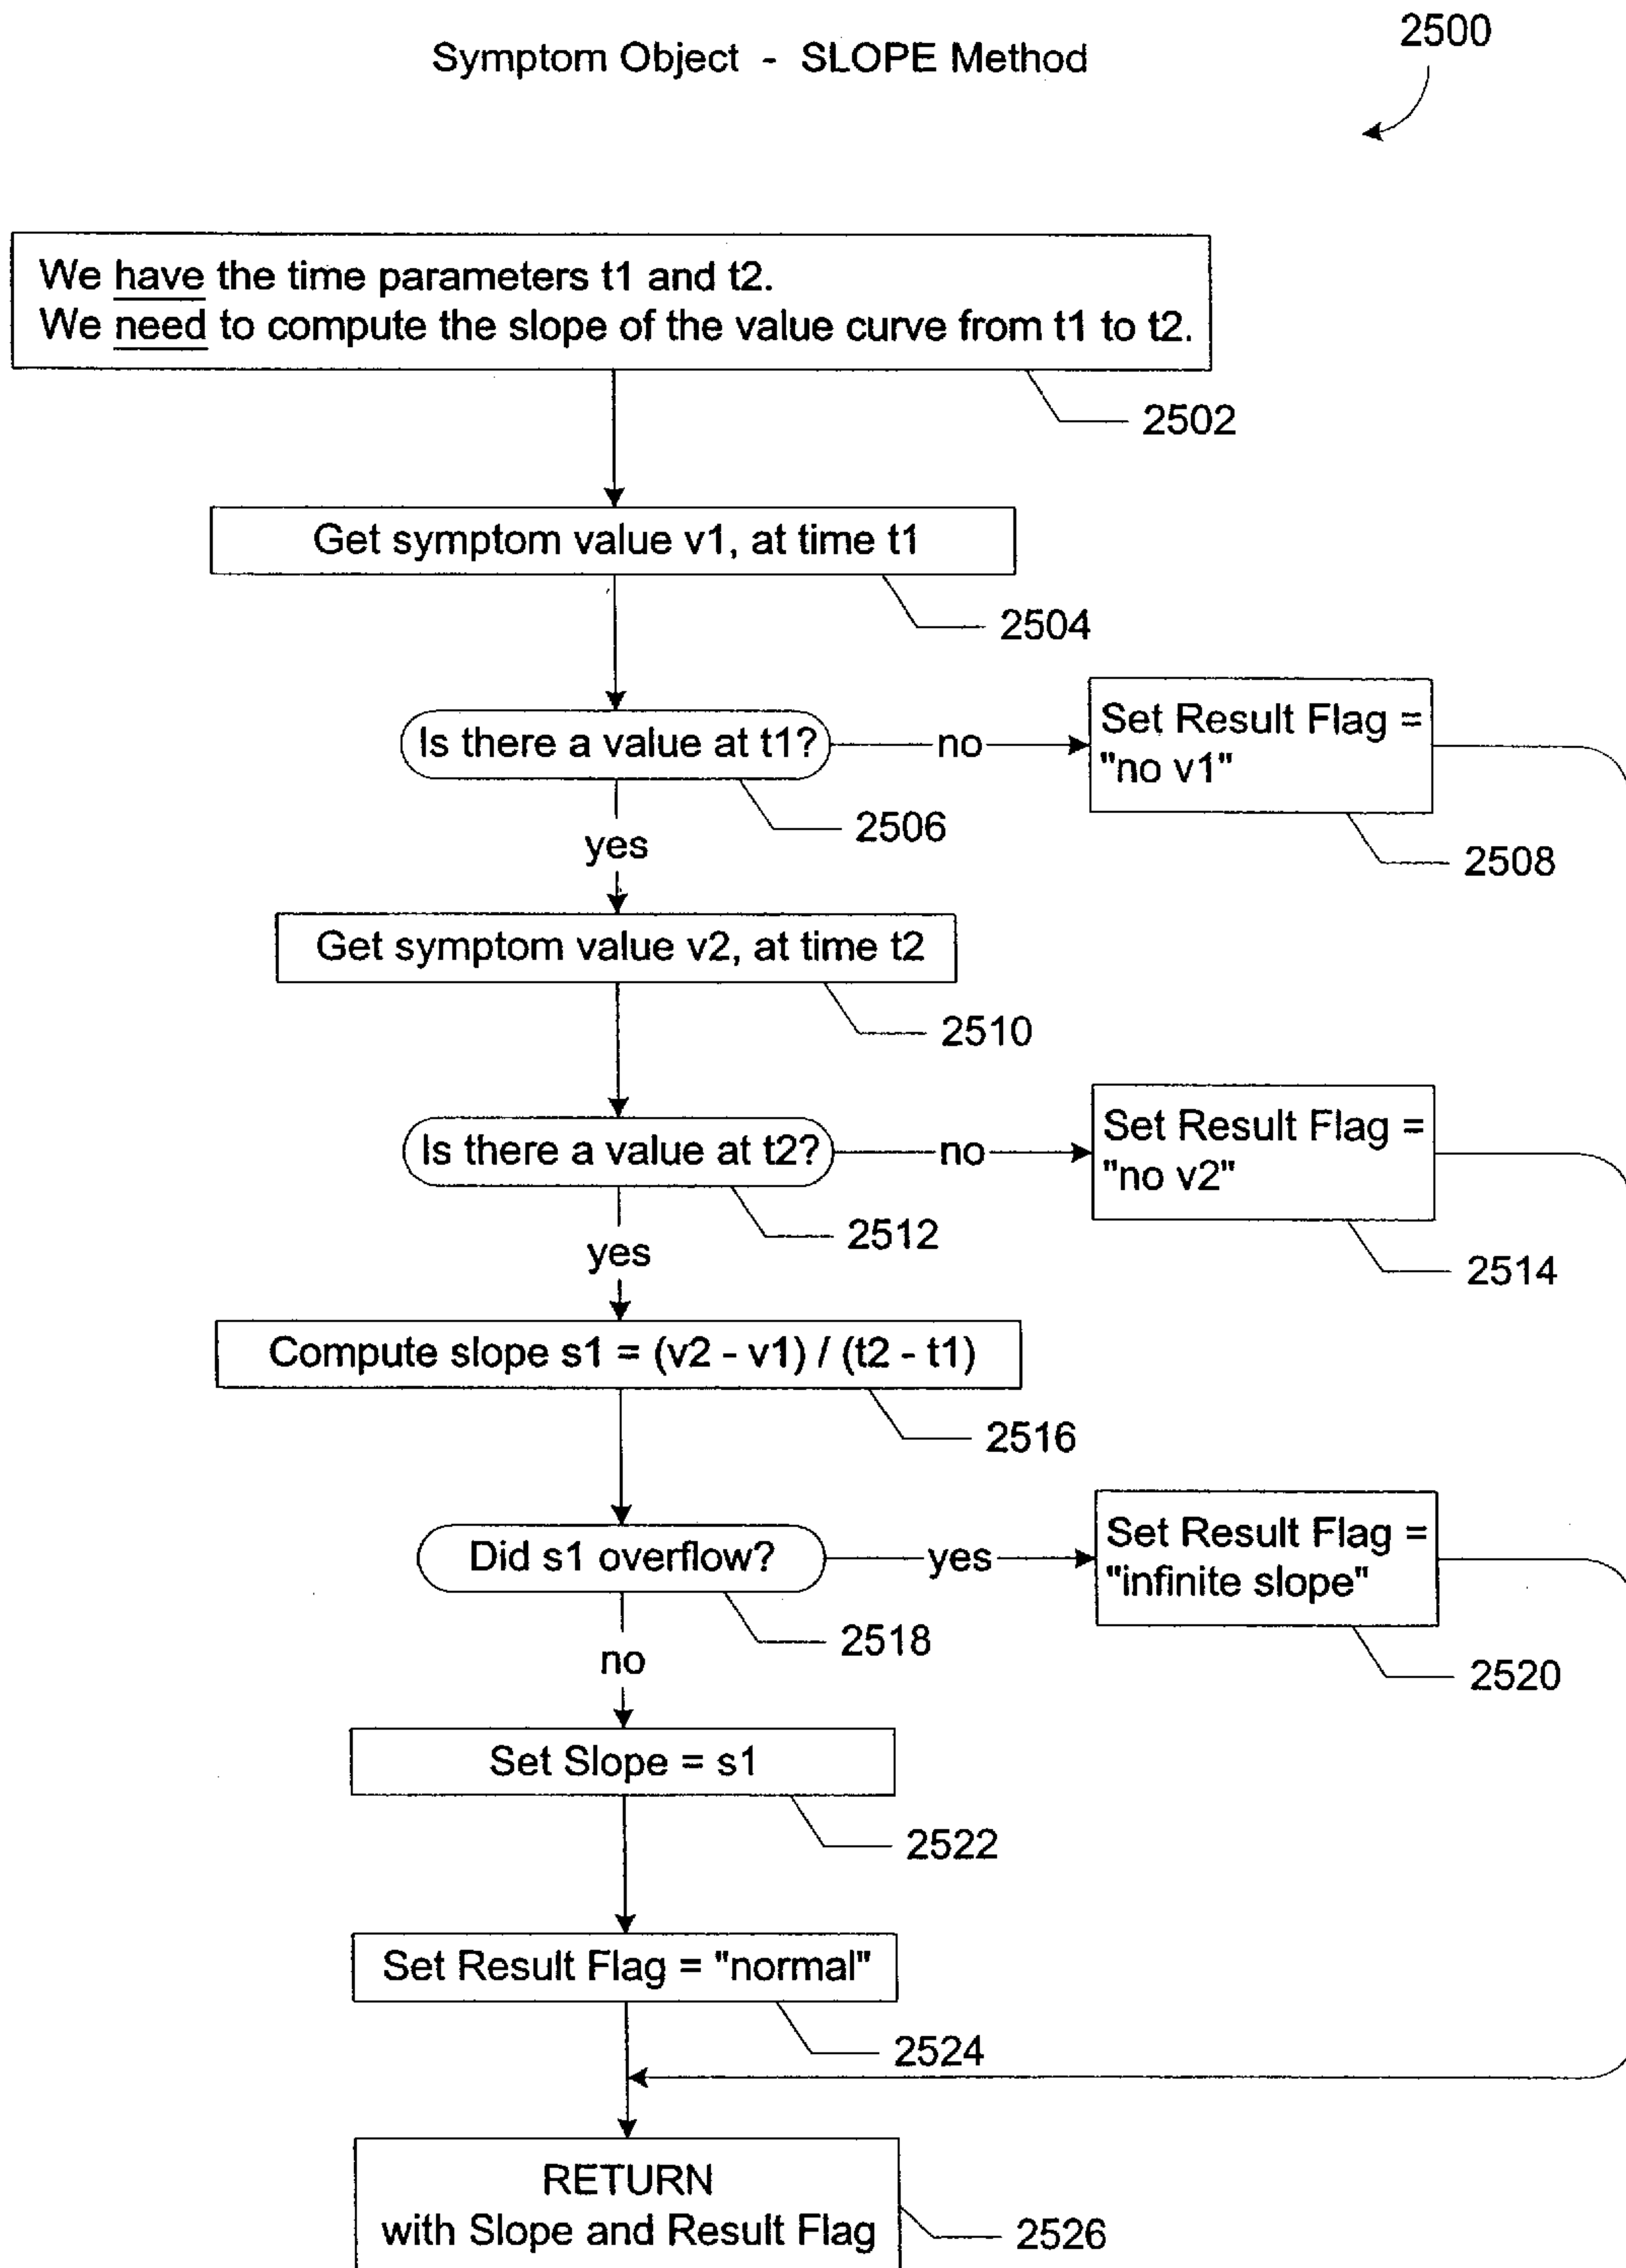 Symptom Object - SLOPE Method
2500
We have the time parameters t1 and t2.
We need to compute the slope of the value curve from t1 to t2.
2502
Get symptom value v1, at time t1
2504
Is there a value at t1?
no
Set Result Flag =
"no v1"
2506
2508
yes
Get symptom value v2, at time t2
2510
Is there a value at t2?
no
Set Result Flag =
"no v2"
2512
2514
yes
Compute slope s1 = (v2 - v1) / (t2 - t1)
2516
Did s1 overflow?
yes
Set Result Flag =
"infinite slope"
2518
2520
no
Set Slope = s1
2522
Set Result Flag = "normal"
2524
RETURN
with Slope and Result Flag
2526